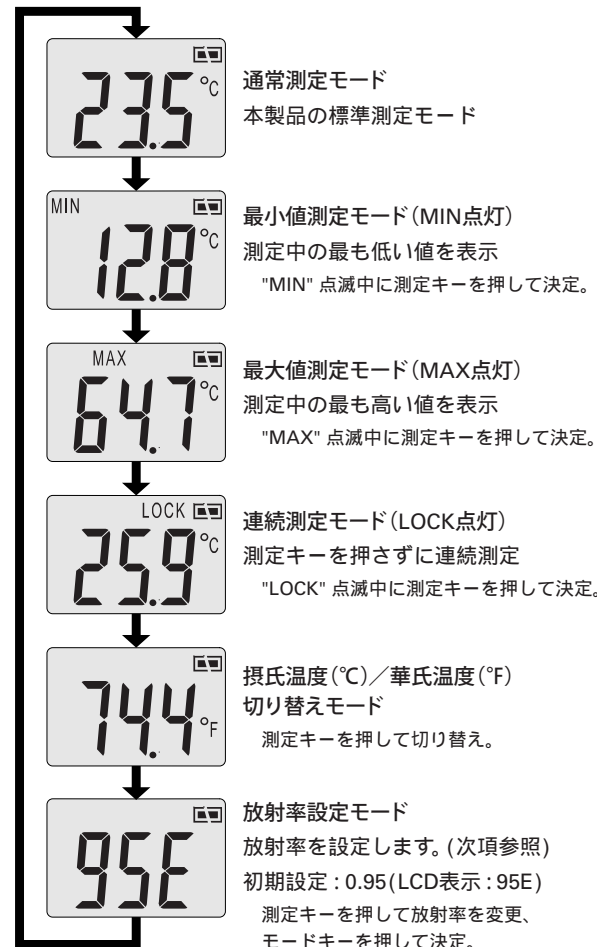 23.5 °C
通常測定モード
本製品の標準測定モード
MIN
12.8 °C
最小値測定モード(MIN点灯)
測定中の最も低い値を表示
"MIN" 点滅中に測定キーを押して決定。
MAX
64.7 °C
最大値測定モード(MAX点灯)
測定中の最も高い値を表示
"MAX" 点滅中に測定キーを押して決定。
LOCK
25.9 °C
連続測定モード(LOCK点灯)
測定キーを押さずに連続測定
"LOCK" 点滅中に測定キーを押して決定。
74.4 °F
摂氏温度(℃)/華氏温度(°F)
切り替えモード
測定キーを押して切り替え。
95E
放射率設定モード
放射率を設定します。(次項参照)
初期設定:0.95(LCD表示:95E)
測定キーを押して放射率を変更、
モードキーを押して決定。